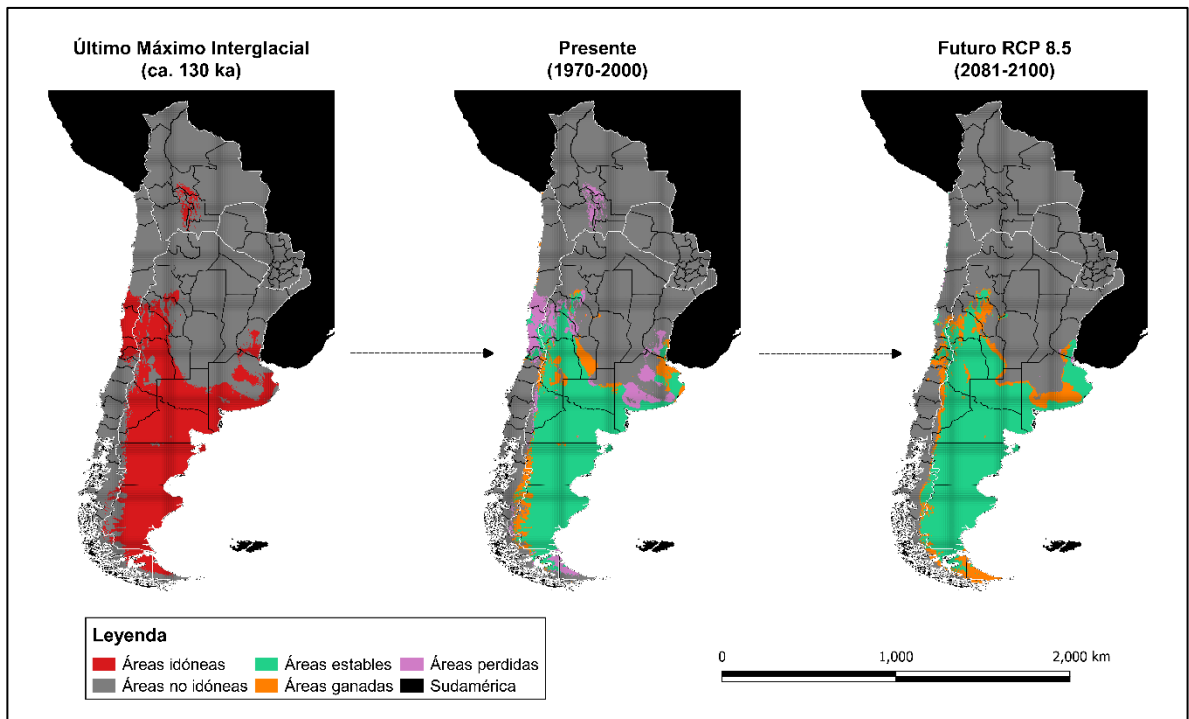 Último Máximo Interglacial
(ca. 130 ka)
Presente
(1970-2000)
Futuro RCP 8.5
(2081-2100)
Leyenda
Áreas idóneas
Áreas estables
Áreas perdidas
Áreas no idóneas
Áreas ganadas
Sudamérica
0 1,000 2,000 km